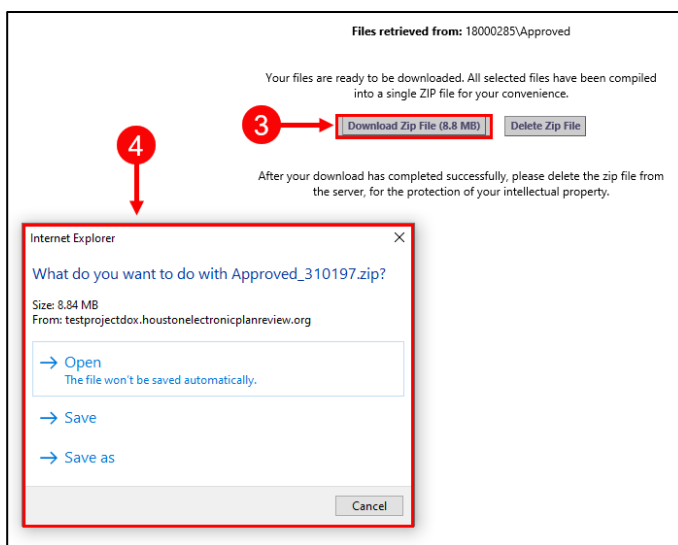 Files retrieved from: 18000285\Approved
Your files are ready to be downloaded. All selected files have been compiled
into a single ZIP file for your convenience.
3
Download Zip File (8.8 MB)
Delete Zip File
4
After your download has completed successfully, please delete the zip file from
the server, for the protection of your intellectual property.
Internet Explorer
What do you want to do with Approved_310197.zip?
Size: 8.84 MB
From: testprojectdox.houstonelectronicplanreview.org
Open
The file won't be saved automatically.
Save
Save as
Cancel